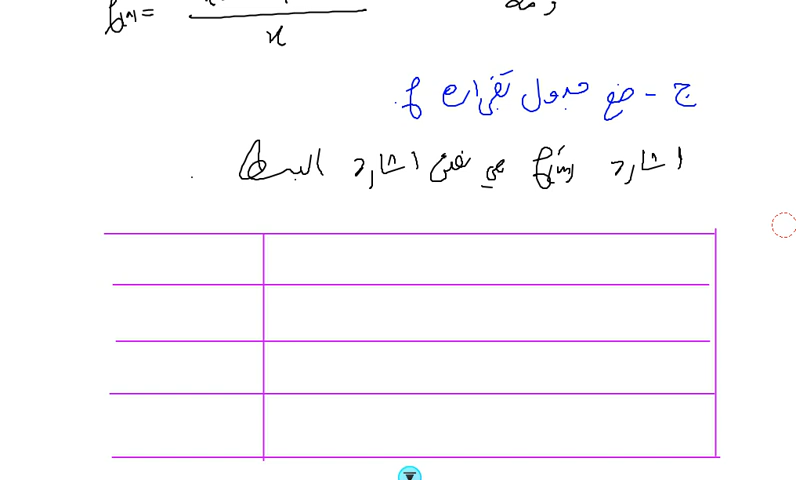 f(x) = ――― x
ج - ضع جدول تغيرات f.
اشارة f'(x) هي نفس اشارة البسط.